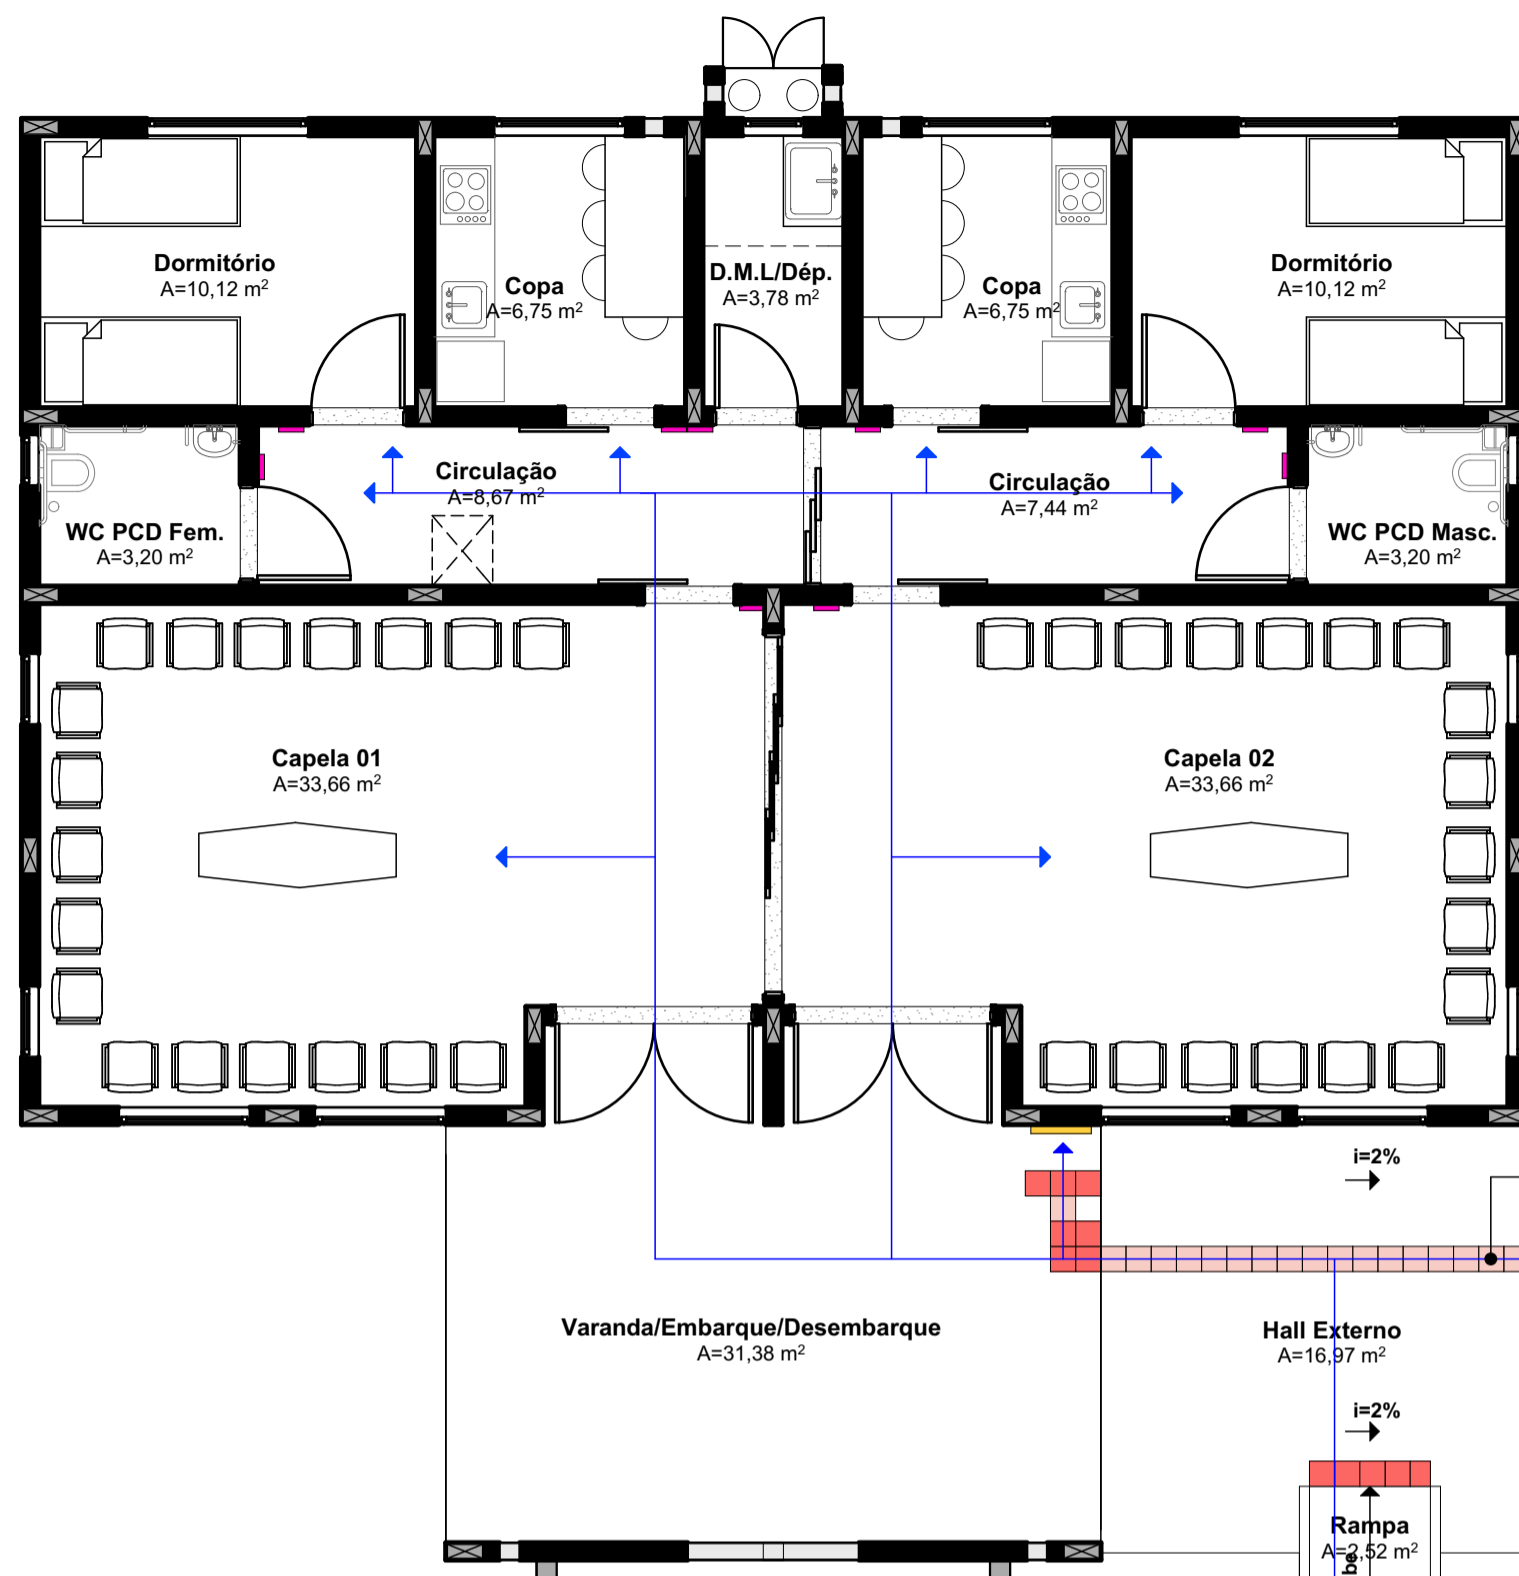 Dormitório
A=10,12 m²
Copa
A=6,75 m²
D.M.L/Dép.
A=3,78 m²
Copa
A=6,75 m²
Dormitório
A=10,12 m²
Circulação
A=8,67 m²
Circulação
A=7,44 m²
WC PCD Fem.
A=3,20 m²
WC PCD Masc.
A=3,20 m²
Capela 01
A=33,66 m²
Capela 02
A=33,66 m²
i=2%
Varanda/Embarque/Desembarque
A=31,38 m²
Hall Externo
A=16,97 m²
i=2%
Rampa
A=2,52 m²
be